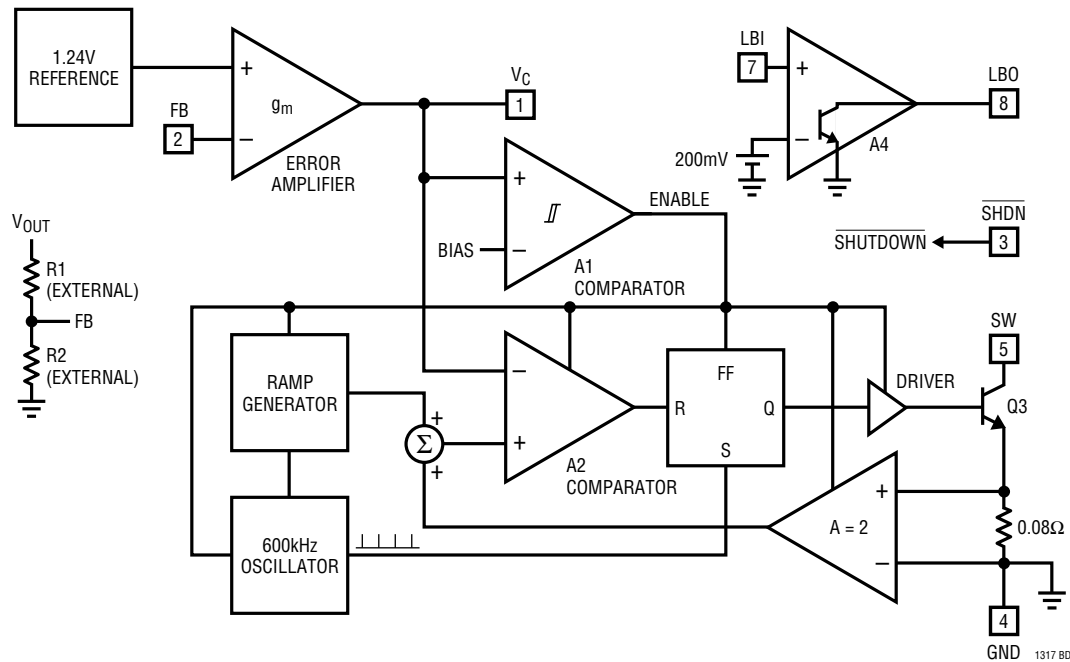 1.24V
REFERENCE
FB
2
+
−
gm
ERROR
AMPLIFIER
VC
1
LBI
7
+
−
200mV
A4
LBO
8
SHDN
3
SHUTDOWN
VOUT
R1
(EXTERNAL)
FB
R2
(EXTERNAL)
+
−
BIAS
A1
COMPARATOR
ENABLE
RAMP
GENERATOR
600kHz
OSCILLATOR
+
Σ
+
−
+
A2
COMPARATOR
FF
R
Q
S
DRIVER
SW
5
Q3
A = 2
+
−
0.08Ω
4
GND
1317 BD